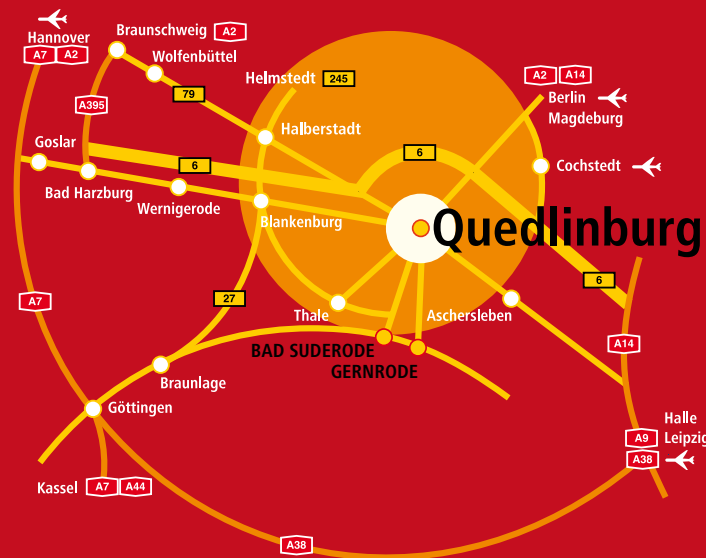 Hannover
A7 A2
Braunschweig A2
Wolfenbüttel
79
Helmstedt 245
A2 A14
Berlin
Magdeburg
A395
Halberstadt
Goslar
6
6
Cochstedt
Bad Harzburg
Wernigerode
Blankenburg
Quedlinburg
6
A7
27
Thale
Aschersleben
A14
BAD SUDERODE
GERNRODE
Braunlage
Göttingen
Halle
A9 Leipzig
A38
Kassel A7 A44
A38